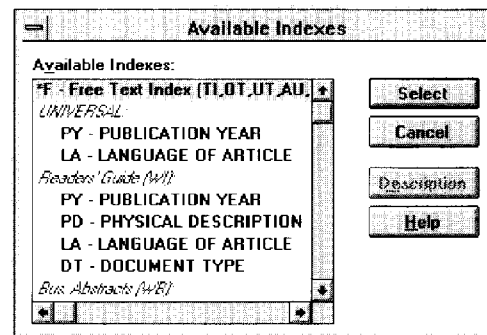 Available Indexes
Available Indexes:
*F - Free Text Index (TI,OT,UT,AU,
UNIVERSAL:
PY - PUBLICATION YEAR
LA - LANGUAGE OF ARTICLE
Readers' Guide (WI):
PY - PUBLICATION YEAR
PD - PHYSICAL DESCRIPTION
LA - LANGUAGE OF ARTICLE
DT - DOCUMENT TYPE
Bus. Abstracts (WB):
Select
Cancel
Description
Help